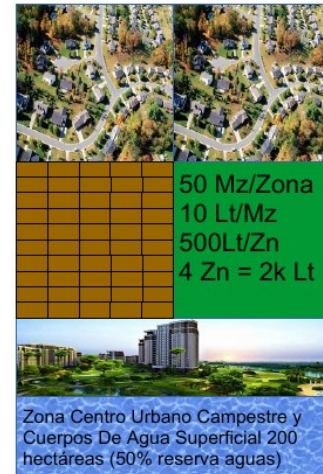 50 Mz/Zona
10 Lt/Mz
500Lt/Zn
4 Zn = 2k Lt
Zona Centro Urbano Campestre y
Cuerpos De Agua Superficial 200
hectáreas (50% reserva aguas)